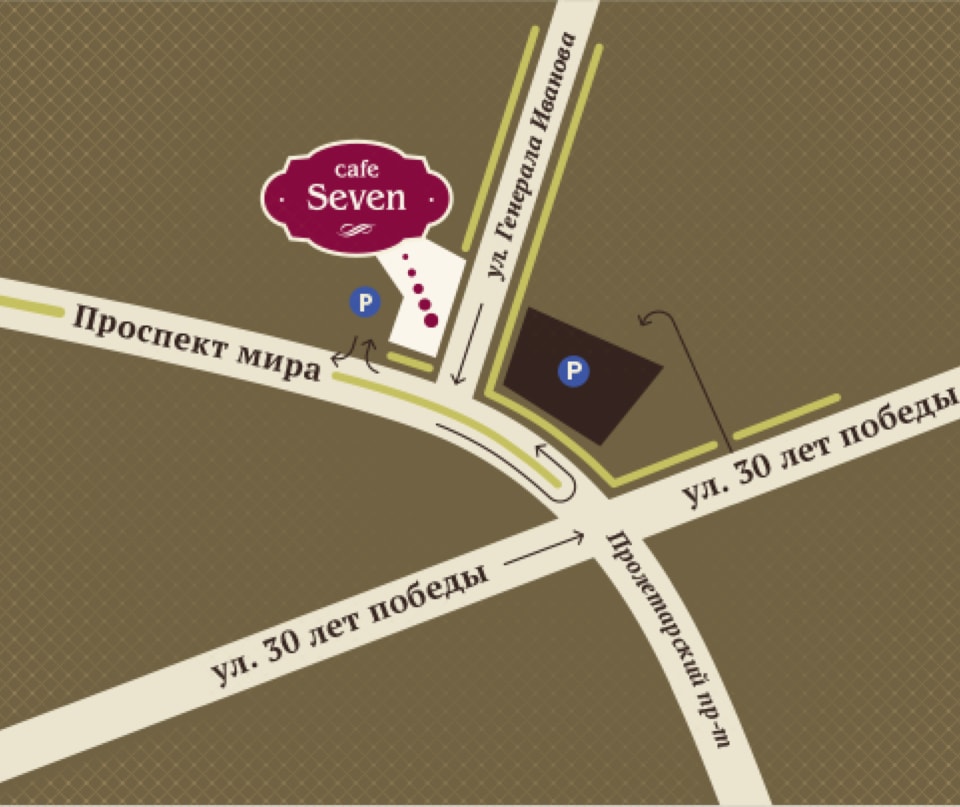 ул. Генерала Иванова
cafe
Seven
P
Проспект мира
P
ул. 30 лет победы
ул. 30 лет победы
Пролетарский пр-т